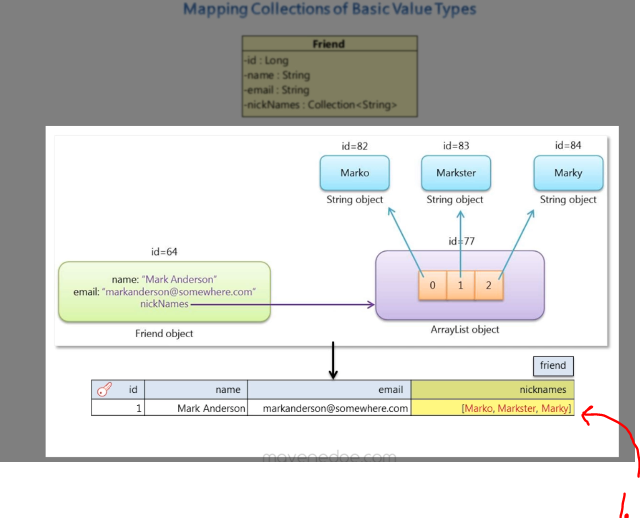 Mapping Collections of Basic Value Types
Friend
-id : Long
-name : String
-email : String
-nickNames : Collection<String>
id=82 id=83 id=84
Marko Markster Marky
String object String object String object
id=64 id=77
name: "Mark Anderson"
email: "markanderson@somewhere.com"
nickNames
0 1 2
Friend object ArrayList object
friend
id name email nicknames
1 Mark Anderson markanderson@somewhere.com [Marko, Markster, Marky]